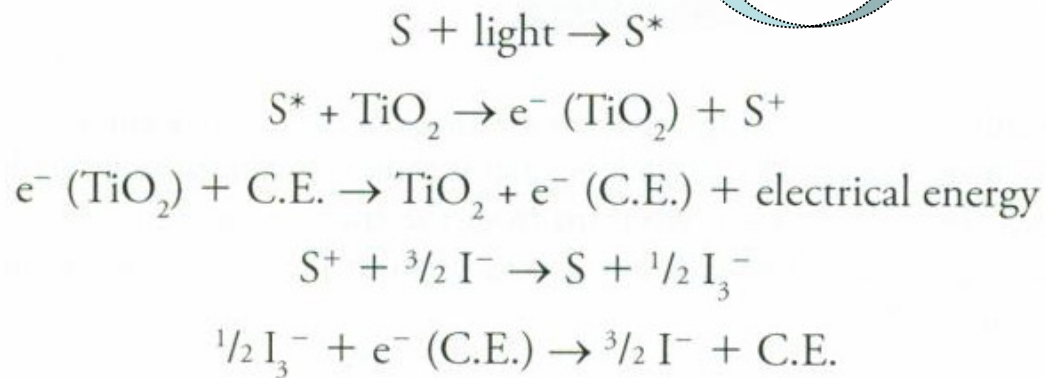 S + light → S*
S* + TiO₂ → e⁻ (TiO₂) + S⁺
e⁻ (TiO₂) + C.E. → TiO₂ + e⁻ (C.E.) + electrical energy
S⁺ + ³/₂ I⁻ → S + ¹/₂ I₃⁻
¹/₂ I₃⁻ + e⁻ (C.E.) → ³/₂ I⁻ + C.E.